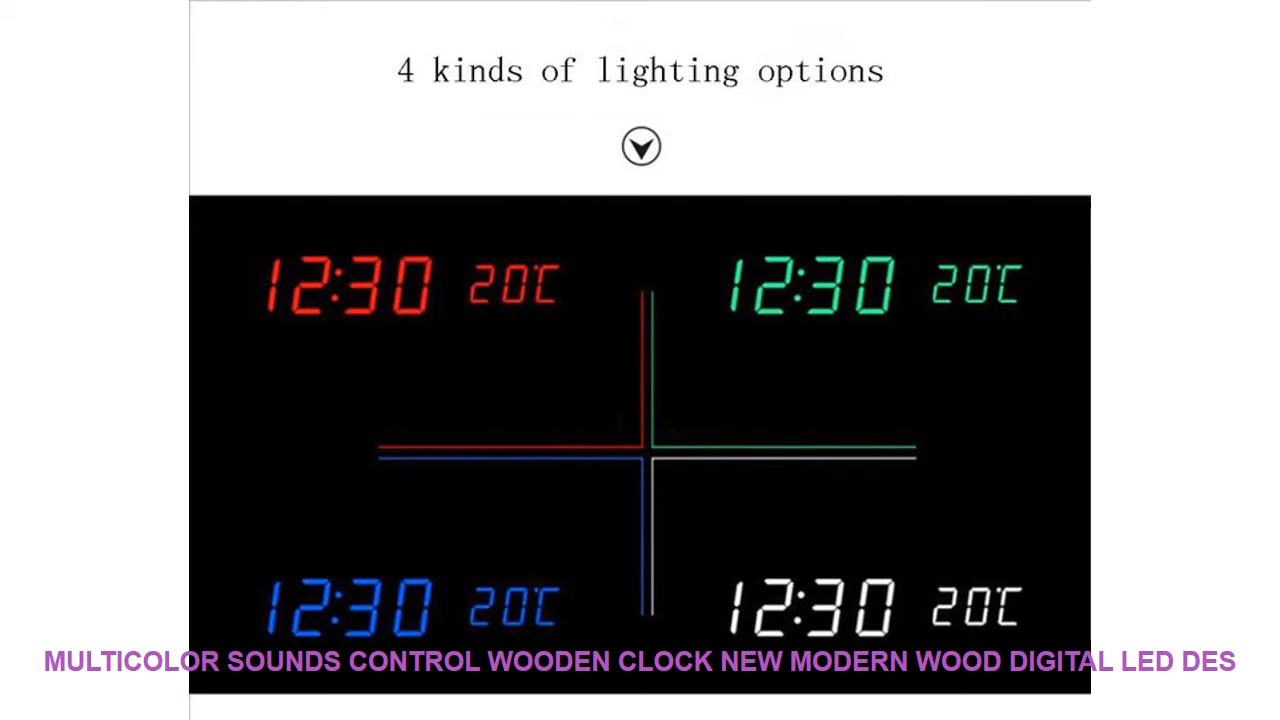 4 kinds of lighting options
12:30 20℃ 12:30 20℃
12:30 20℃ 12:30 20℃
MULTICOLOR SOUNDS CONTROL WOODEN CLOCK NEW MODERN WOOD DIGITAL LED DES